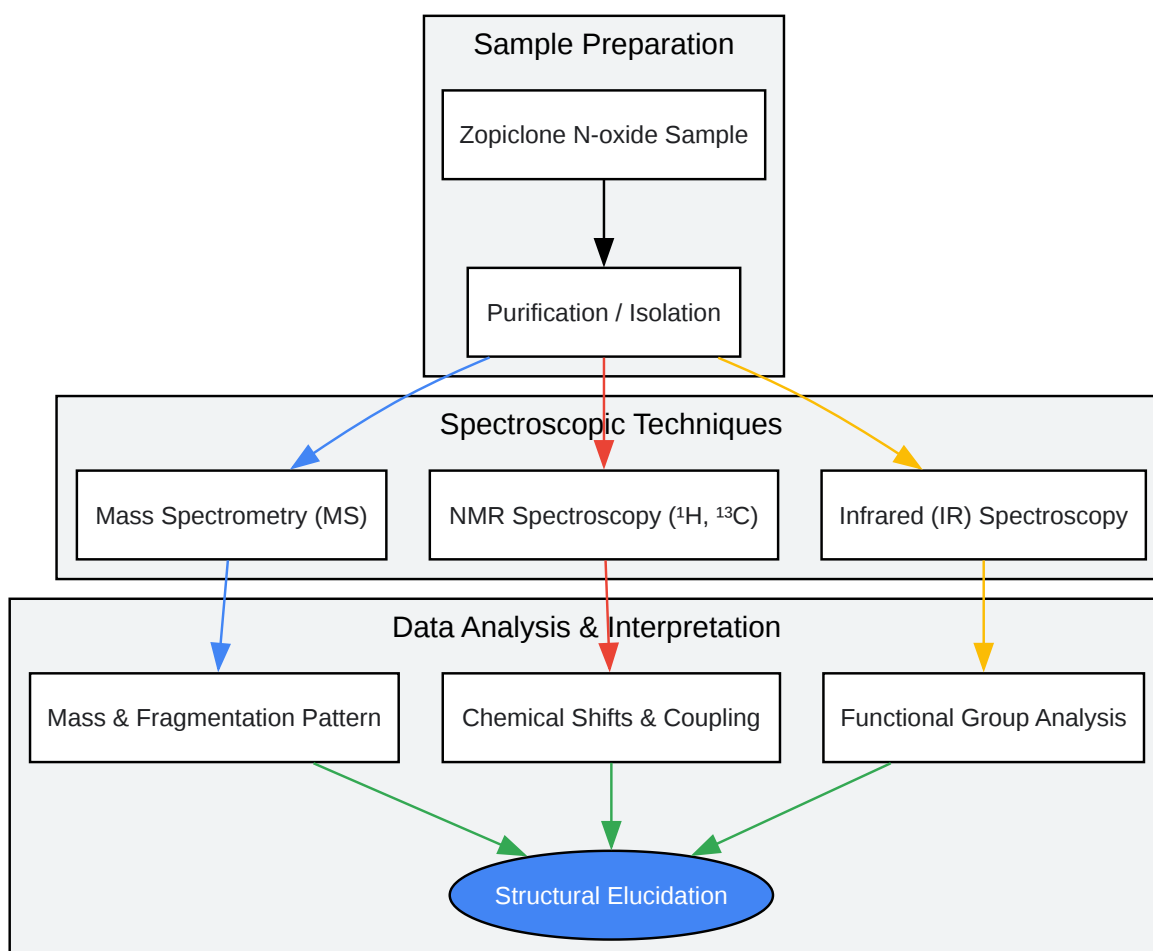 Sample Preparation
Zopiclone N-oxide Sample
Purification / Isolation
Spectroscopic Techniques
Mass Spectrometry (MS)
NMR Spectroscopy (¹H, ¹³C)
Infrared (IR) Spectroscopy
Data Analysis & Interpretation
Mass & Fragmentation Pattern
Chemical Shifts & Coupling
Functional Group Analysis
Structural Elucidation